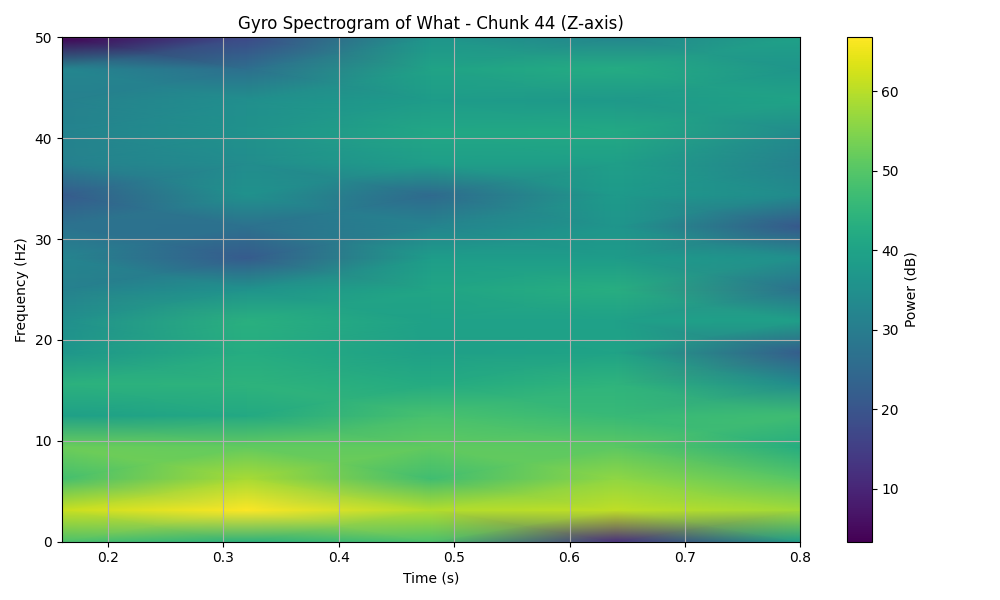 Gyro Spectrogram of What - Chunk 44 (Z-axis)
50
40
30
20
10
0
Frequency (Hz)
0.2 0.3 0.4 0.5 0.6 0.7 0.8
Time (s)
60
50
40
30
20
10
Power (dB)